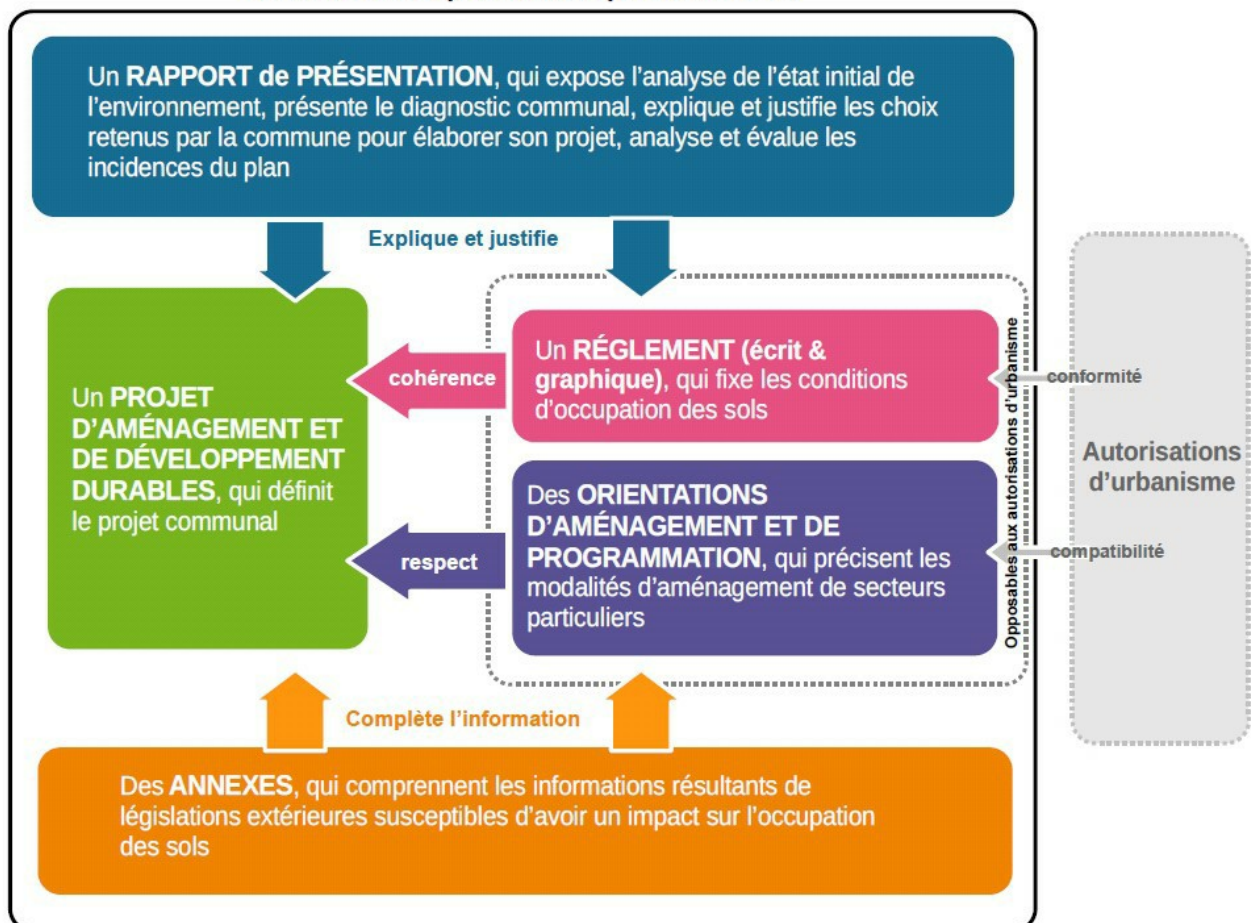 Un RAPPORT de PRÉSENTATION, qui expose l'analyse de l'état initial de
l'environnement, présente le diagnostic communal, explique et justifie les choix
retenus par la commune pour élaborer son projet, analyse et évalue les
incidences du plan
Explique et justifie
Un PROJET
D'AMÉNAGEMENT ET
DE DÉVELOPPEMENT
DURABLES, qui définit
le projet communal
cohérence
respect
Un RÉGLEMENT (écrit &
graphique), qui fixe les conditions
d'occupation des sols
Des ORIENTATIONS
D'AMÉNAGEMENT ET DE
PROGRAMMATION, qui précisent les
modalités d'aménagement de secteurs
particuliers
Opposables aux autorisations d'urbanisme
conformité
Autorisations
d'urbanisme
compatibilité
Complète l'information
Des ANNEXES, qui comprennent les informations résultants de
législations extérieures susceptibles d'avoir un impact sur l'occupation
des sols